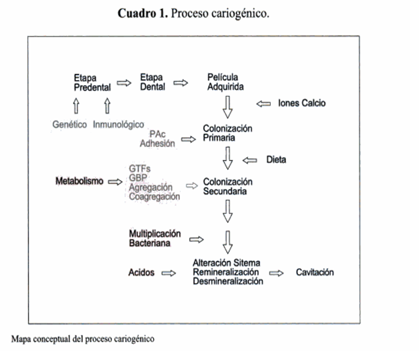 Cuadro 1. Proceso cariogénico.
Etapa
Predental
Etapa
Dental
Película
Adquirida
Iones Calcio
Genético Inmunológico
PAc
Adhesión
Colonización
Primaria
Dieta
Metabolismo
GTFs
GBP
Agregación
Coagregación
Colonización
Secundaria
Multiplicación
Bacteriana
Acidos
Alteración Sitema
Remineralización
Desmineralización
Cavitación
Mapa conceptual del proceso cariogénico